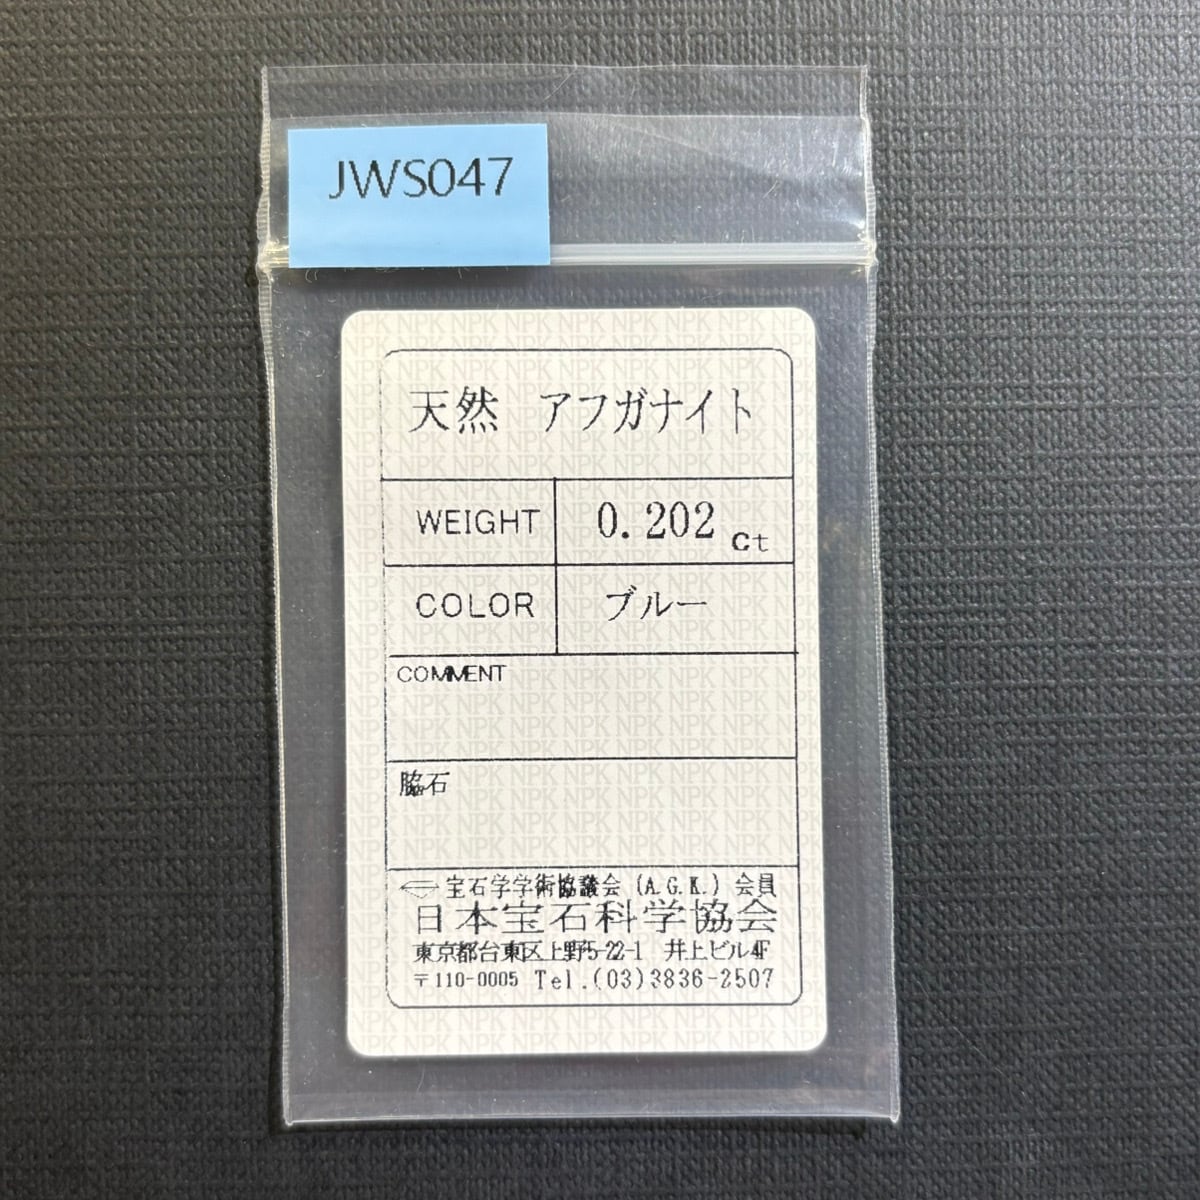 JWS047
天然 アフガナイト
WEIGHT 0.202 ct
COLOR ブルー
COMMENT
脇石
宝石学学術協議会 (A.G.K.) 会員
日本宝石科学協会
東京都台東区上野5-22-1 井上ビル4F
〒110-0005 Tel.(03)3836-2507
NPK